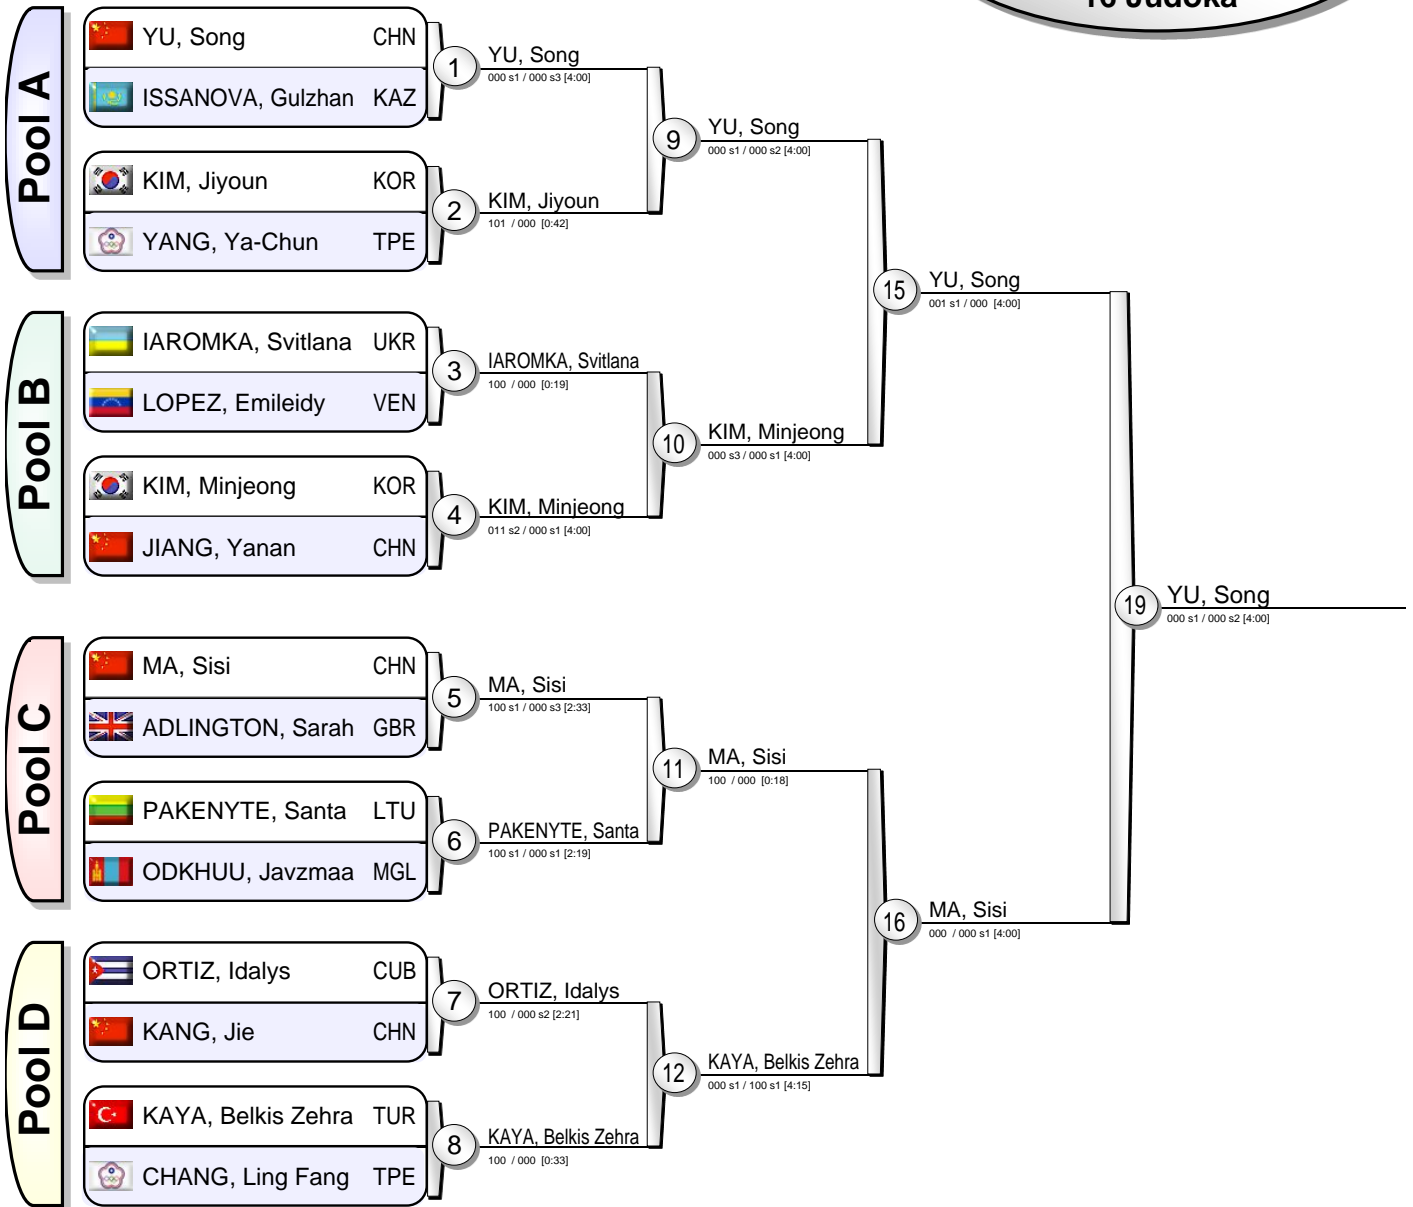 16 Judoka
Pool A
YU, Song CHN
ISSANOVA, Gulzhan KAZ
KIM, Jiyoun KOR
YANG, Ya-Chun TPE
Pool B
IAROMKA, Svitlana UKR
LOPEZ, Emileidy VEN
KIM, Minjeong KOR
JIANG, Yanan CHN
Pool C
MA, Sisi CHN
ADLINGTON, Sarah GBR
PAKENYTE, Santa LTU
ODKHUU, Javzmaa MGL
Pool D
ORTIZ, Idalys CUB
KANG, Jie CHN
KAYA, Belkis Zehra TUR
CHANG, Ling Fang TPE
1
YU, Song
000 s1 / 000 s3 [4:00]
2
KIM, Jiyoun
101 / 000 [0:42]
3
IAROMKA, Svitlana
100 / 000 [0:19]
4
KIM, Minjeong
011 s2 / 000 s1 [4:00]
5
MA, Sisi
100 s1 / 000 s3 [2:33]
6
PAKENYTE, Santa
100 s1 / 000 s1 [2:19]
7
ORTIZ, Idalys
100 / 000 s2 [2:21]
8
KAYA, Belkis Zehra
100 / 000 [0:33]
9
YU, Song
000 s1 / 000 s2 [4:00]
10
KIM, Minjeong
000 s3 / 000 s1 [4:00]
11
MA, Sisi
100 / 000 [0:18]
12
KAYA, Belkis Zehra
000 s1 / 100 s1 [4:15]
15
YU, Song
001 s1 / 000 [4:00]
16
MA, Sisi
000 / 000 s1 [4:00]
19
YU, Song
000 s1 / 000 s2 [4:00]